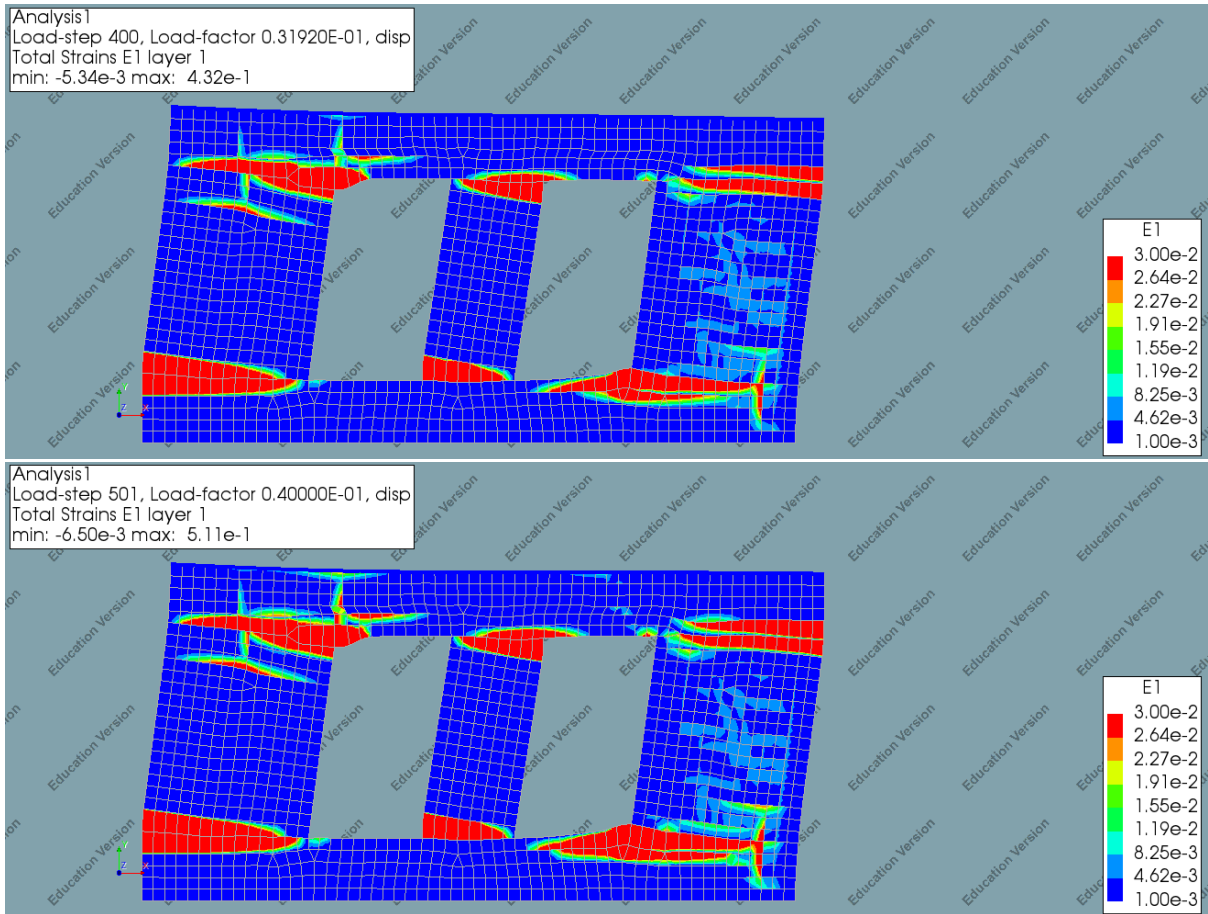 Analysis1
Load-step 400, Load-factor 0.31920E-01, disp
Total Strains E1 layer 1
min: -5.34e-3 max: 4.32e-1
E1
3.00e-2
2.64e-2
2.27e-2
1.91e-2
1.55e-2
1.19e-2
8.25e-3
4.62e-3
1.00e-3
Y
Z
X
Education Version
Analysis1
Load-step 501, Load-factor 0.40000E-01, disp
Total Strains E1 layer 1
min: -6.50e-3 max: 5.11e-1
E1
3.00e-2
2.64e-2
2.27e-2
1.91e-2
1.55e-2
1.19e-2
8.25e-3
4.62e-3
1.00e-3
Y
Z
X
Education Version